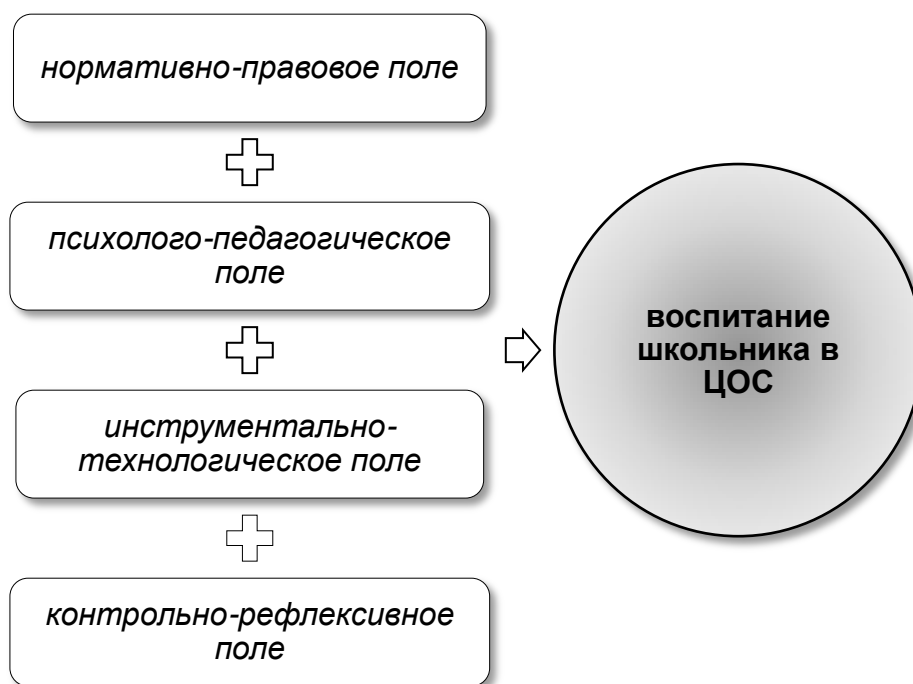 нормативно-правовое поле
психолого-педагогическое
поле
инструментально-
технологическое поле
контрольно-рефлексивное
поле
воспитание
школьника в
ЦОС